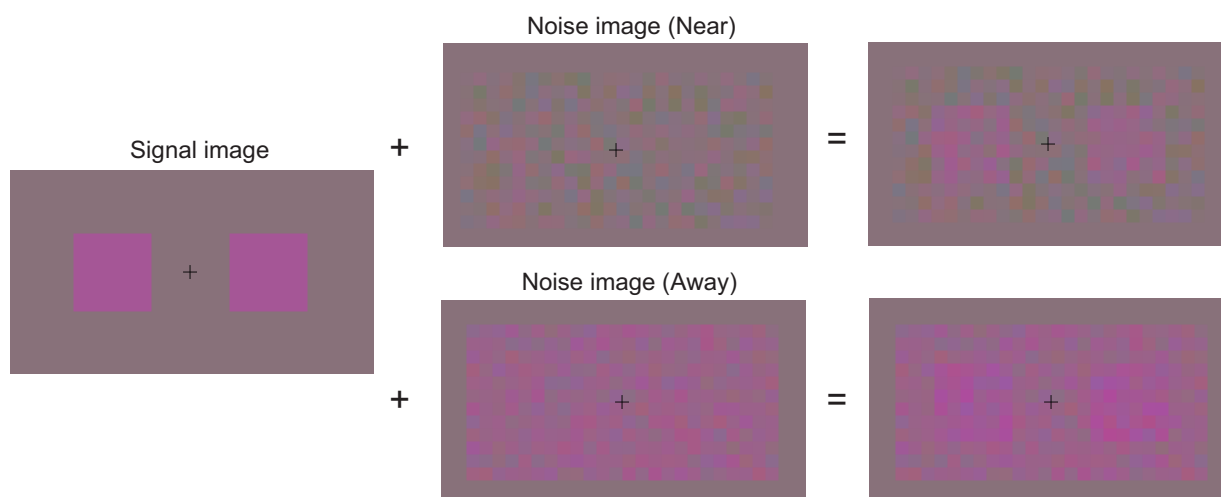 Noise image (Near)
Signal image
+
=
Noise image (Away)
+
=